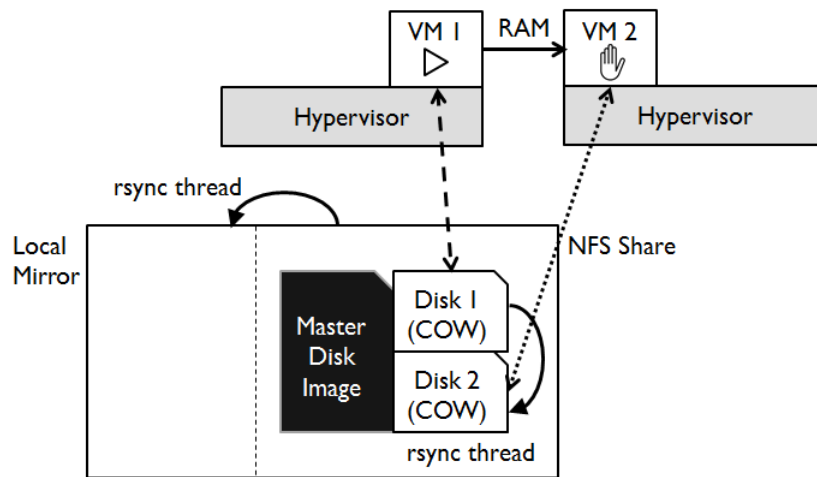 VM 1
RAM
VM 2
Hypervisor
Hypervisor
rsync thread
Local
Mirror
NFS Share
Master
Disk
Image
Disk 1
(COW)
Disk 2
(COW)
rsync thread